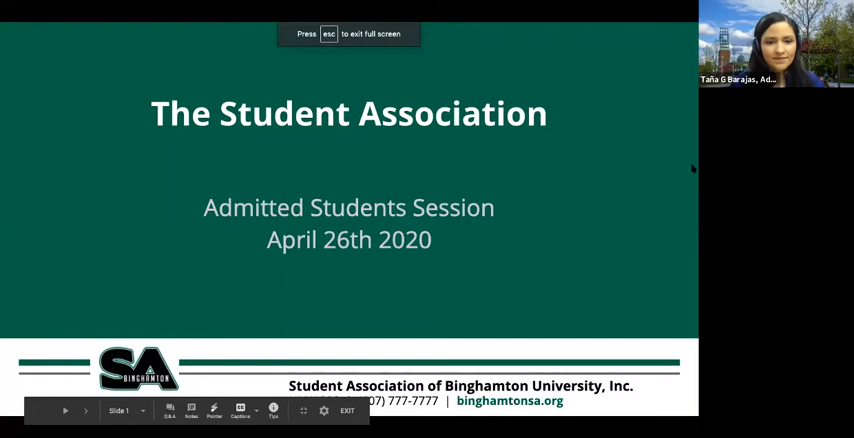 Press esc to exit full screen
Taña G Barajas, Ad...
The Student Association
Admitted Students Session
April 26th 2020
SA
BINGHAMTON
Student Association of Binghamton University, Inc.
07) 777-7777 | binghamtonsa.org
Slide 1
Q&A Notes Pointer Captions Tips
EXIT